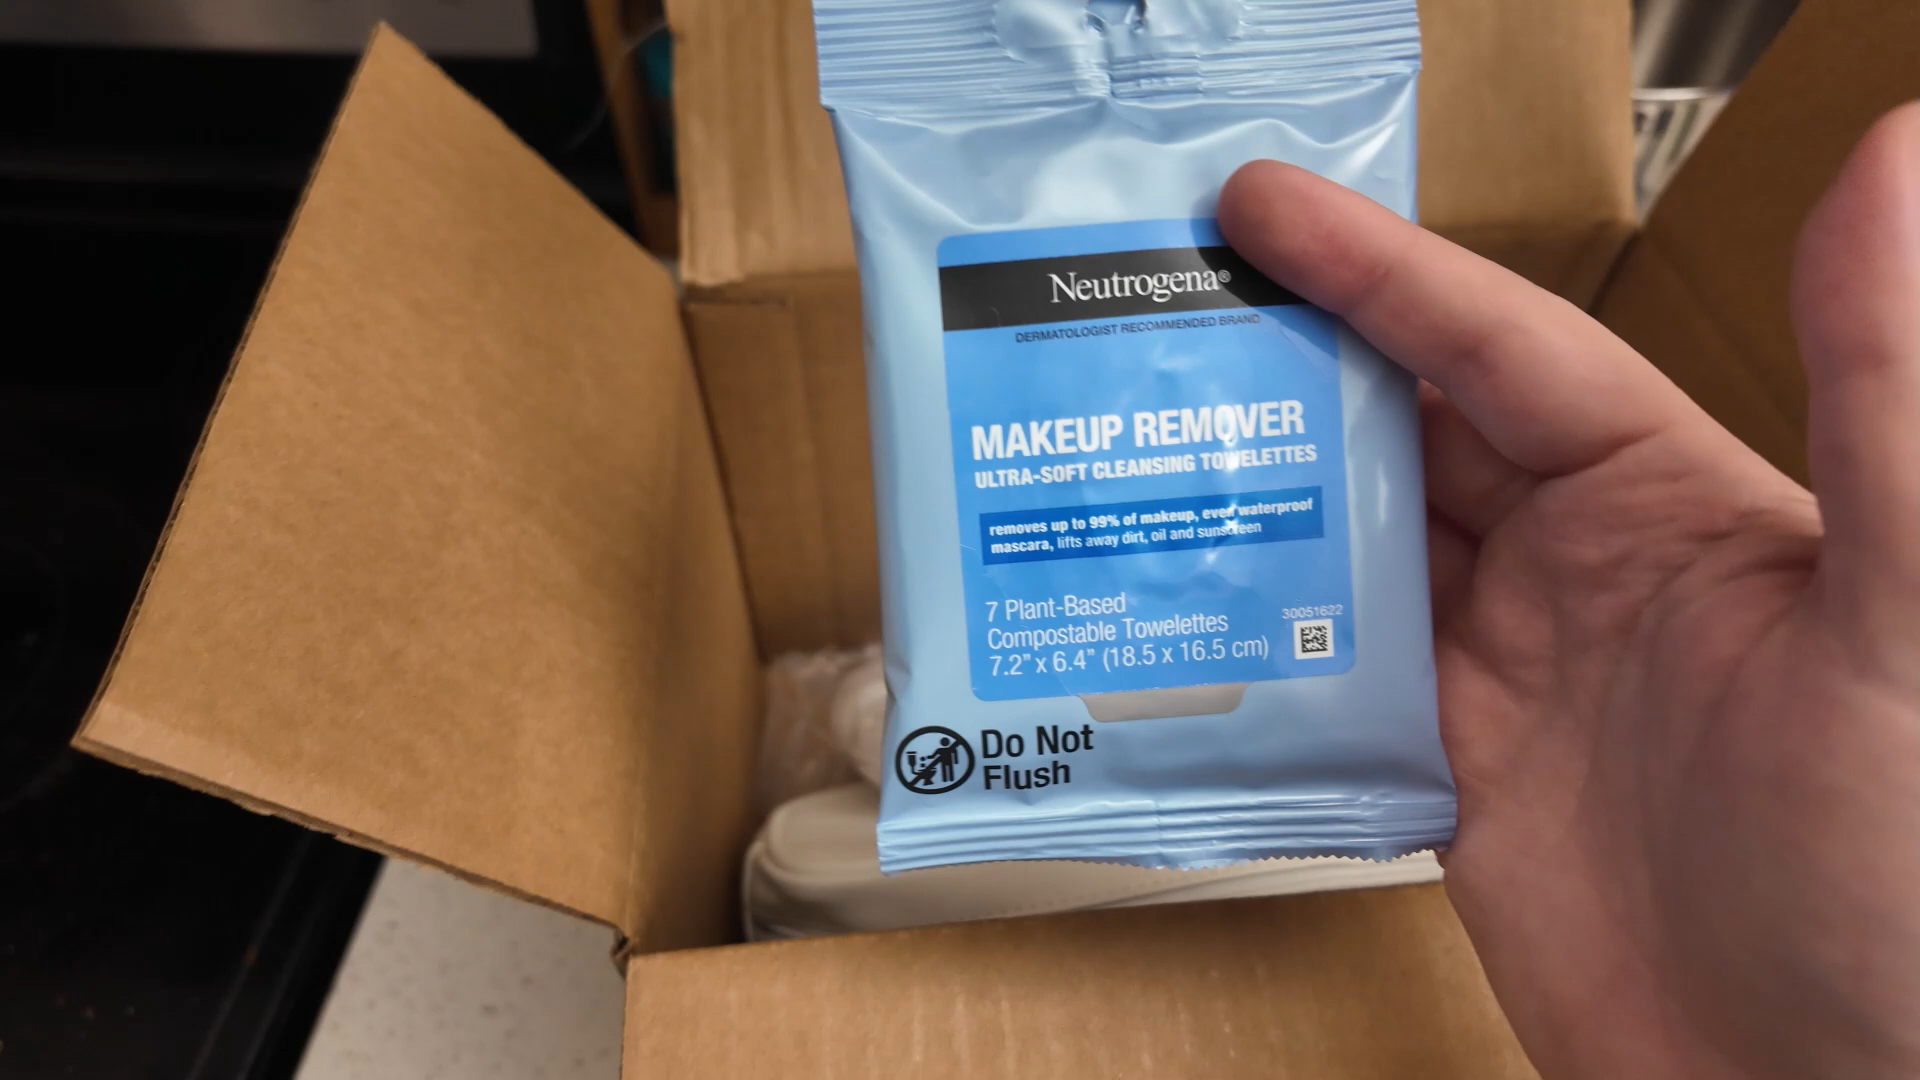 Neutrogena®
DERMATOLOGIST RECOMMENDED BRAND
MAKEUP REMOVER
ULTRA-SOFT CLEANSING TOWELETTES
removes up to 99% of makeup, even waterproof
mascara, lifts away dirt, oil and sunscreen
7 Plant-Based
Compostable Towelettes
7.2" x 6.4" (18.5 x 16.5 cm)
30051622
Do Not
Flush